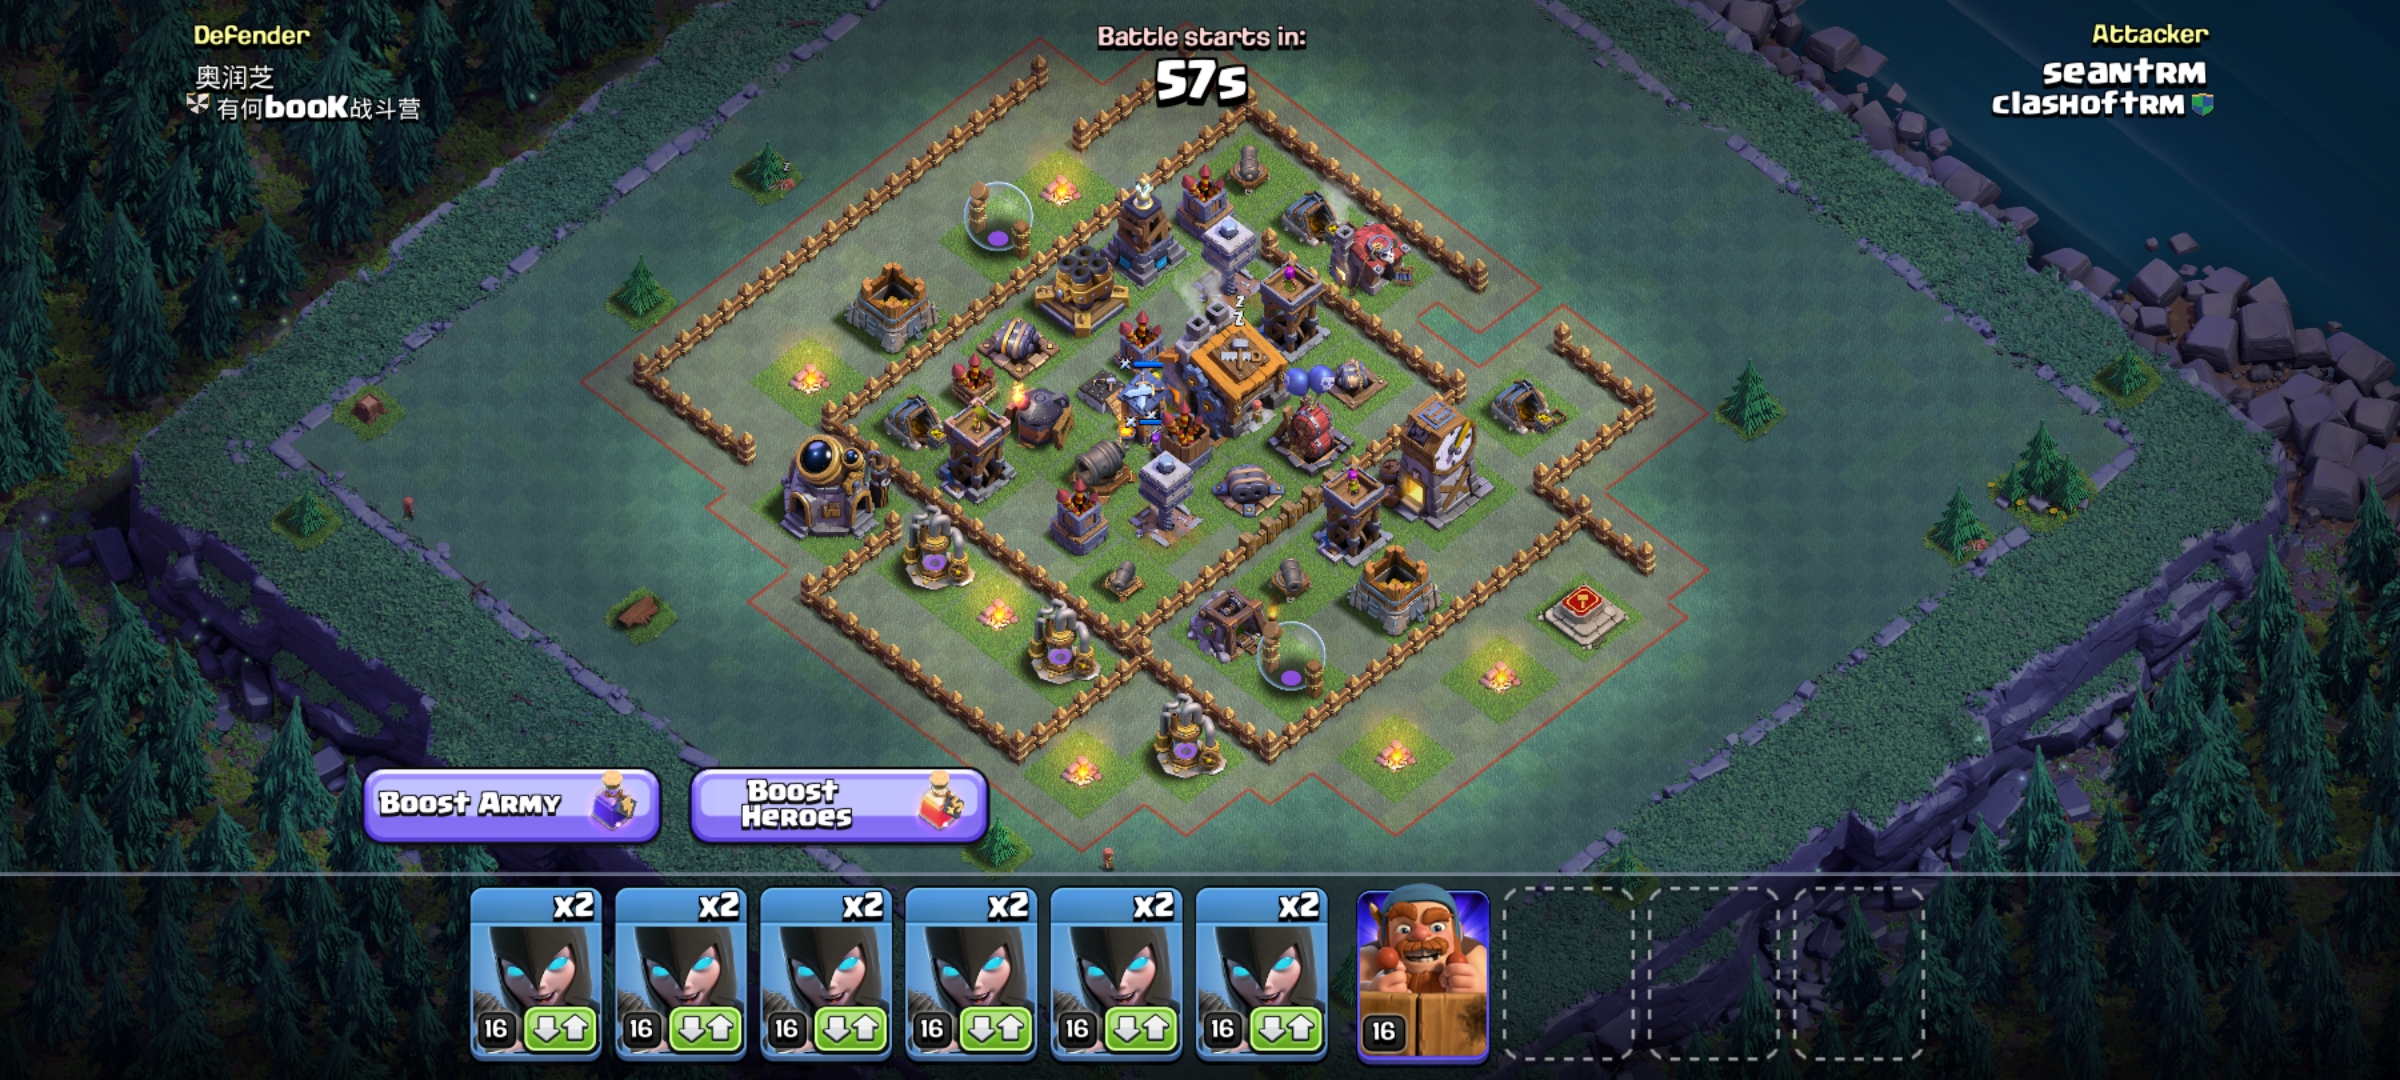 Defender
奥润芝
有何booK战斗营
Battle starts in:
57s
Attacker
seantRM
clashoftRM
z
z
z
Boost Army
Boost
Heroes
x2
x2
x2
x2
x2
x2
16
16
16
16
16
16
16